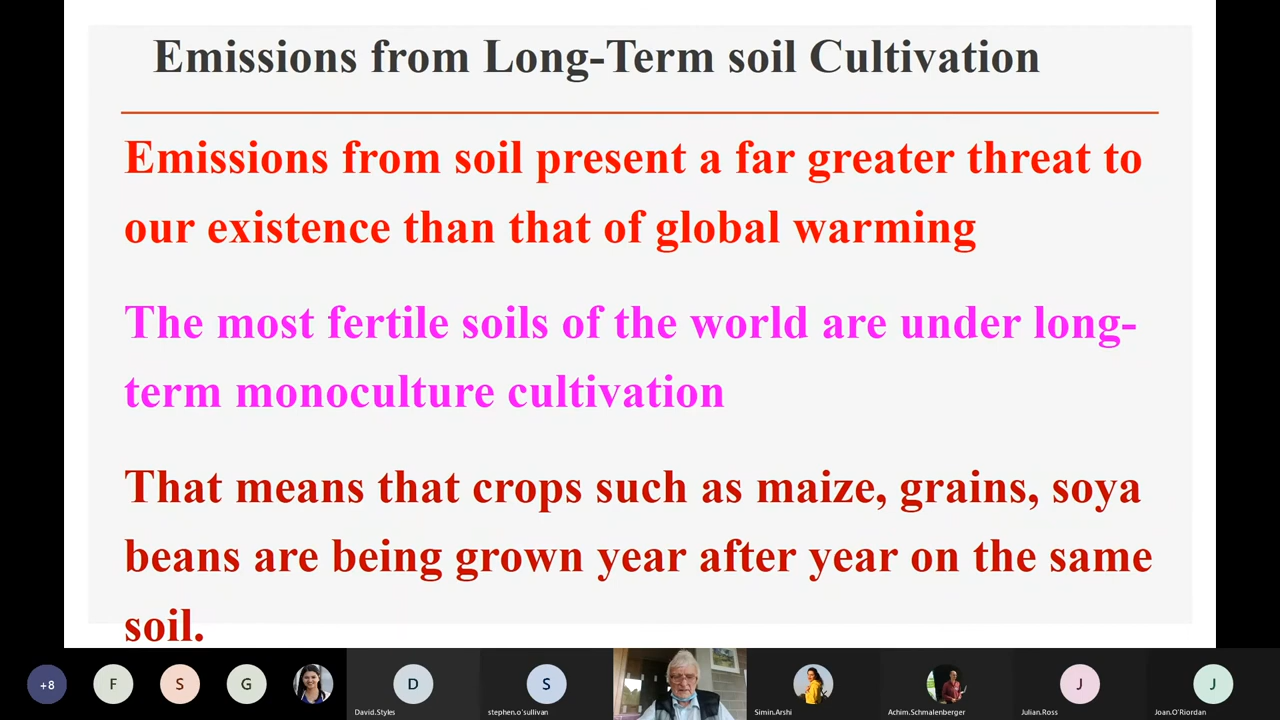 Emissions from Long-Term soil Cultivation
Emissions from soil present a far greater threat to
our existence than that of global warming
The most fertile soils of the world are under long-
term monoculture cultivation
That means that crops such as maize, grains, soya
beans are being grown year after year on the same
soil.
+8
F
S
G
D
S
J
J
David.Styles
stephen.o'sullivan
Simin.Arshi
Achim.Schmalenberger
Julian.Ross
Joan.O'Riordan